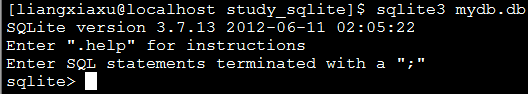 [liangxiaxu@localhost study_sqlite]$ sqlite3 mydb.db
SQLite version 3.7.13 2012-06-11 02:05:22
Enter ".help" for instructions
Enter SQL statements terminated with a ";"
sqlite>